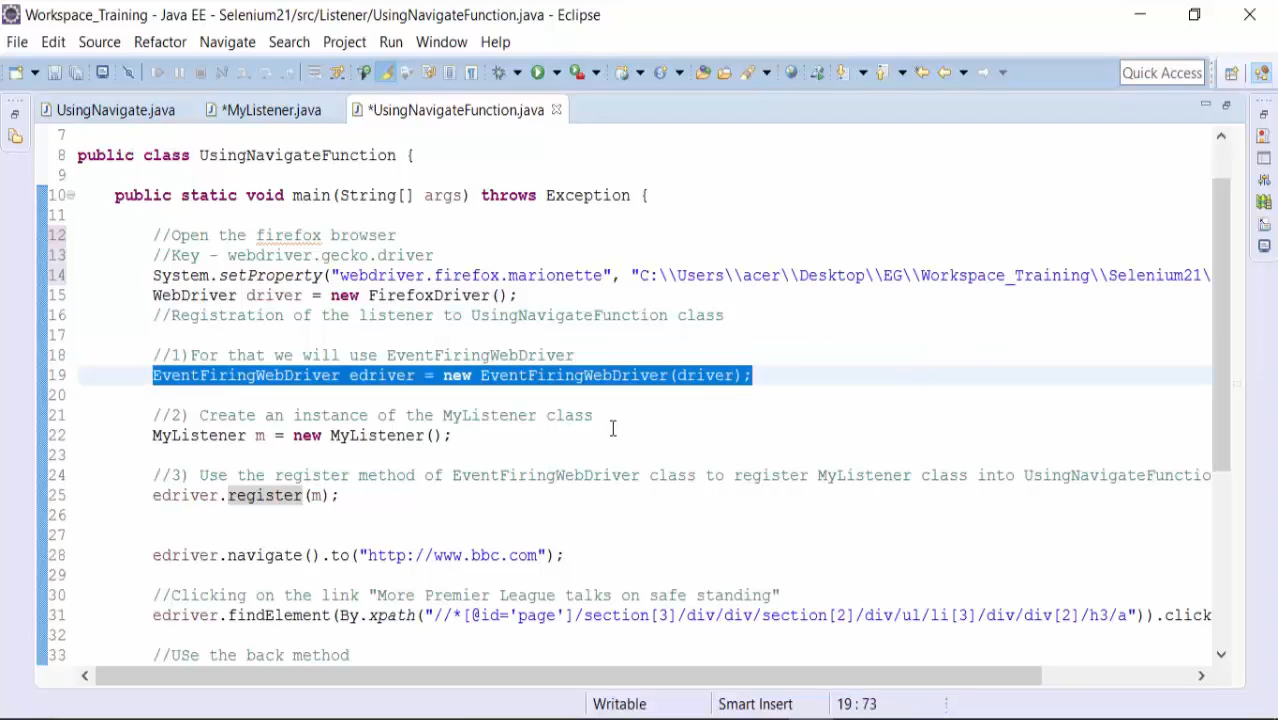 Workspace_Training - Java EE - Selenium21/src/Listener/UsingNavigateFunction.java - Eclipse
File Edit Source Refactor Navigate Search Project Run Window Help
Quick Access
UsingNavigate.java *MyListener.java *UsingNavigateFunction.java
7
8 public class UsingNavigateFunction {
9
10 public static void main(String[] args) throws Exception {
11
12 //Open the firefox browser
13 //Key - webdriver.gecko.driver
14 System.setProperty("webdriver.firefox.marionette", "C:\\Users\\acer\\Desktop\\EG\\Workspace_Training\\Selenium21\
15 WebDriver driver = new FirefoxDriver();
16 //Registration of the listener to UsingNavigateFunction class
17
18 //1)For that we will use EventFiringWebDriver
19 EventFiringWebDriver edriver = new EventFiringWebDriver(driver);
20
21 //2) Create an instance of the MyListener class
22 MyListener m = new MyListener();
23
24 //3) Use the register method of EventFiringWebDriver class to register MyListener class into UsingNavigateFunctio
25 edriver.register(m);
26
27
28 edriver.navigate().to("http://www.bbc.com");
29
30 //Clicking on the link "More Premier League talks on safe standing"
31 edriver.findElement(By.xpath("//*[@id='page']/section[3]/div/div/section[2]/div/ul/li[3]/div/div[2]/h3/a")).click
32
33 //USe the back method
Writable Smart Insert 19 : 73